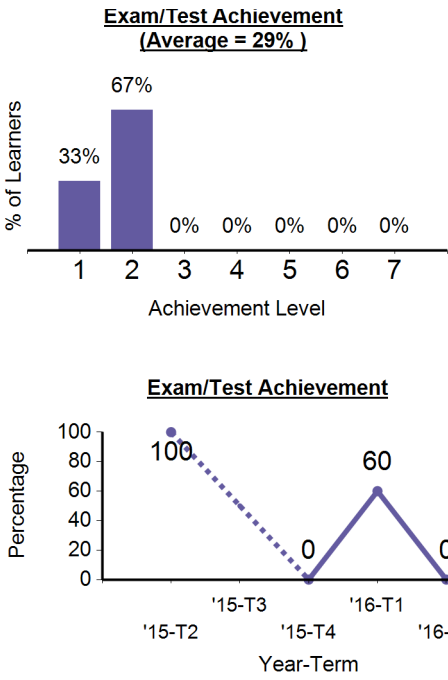 Exam/Test Achievement
(Average = 29% )
% of Learners
33%
67%
0%
0%
0%
0%
0%
1
2
3
4
5
6
7
Achievement Level
Exam/Test Achievement
Percentage
100
80
60
40
20
0
100
0
60
0
'15-T3
'16-T1
'15-T2
'15-T4
'16-
Year-Term